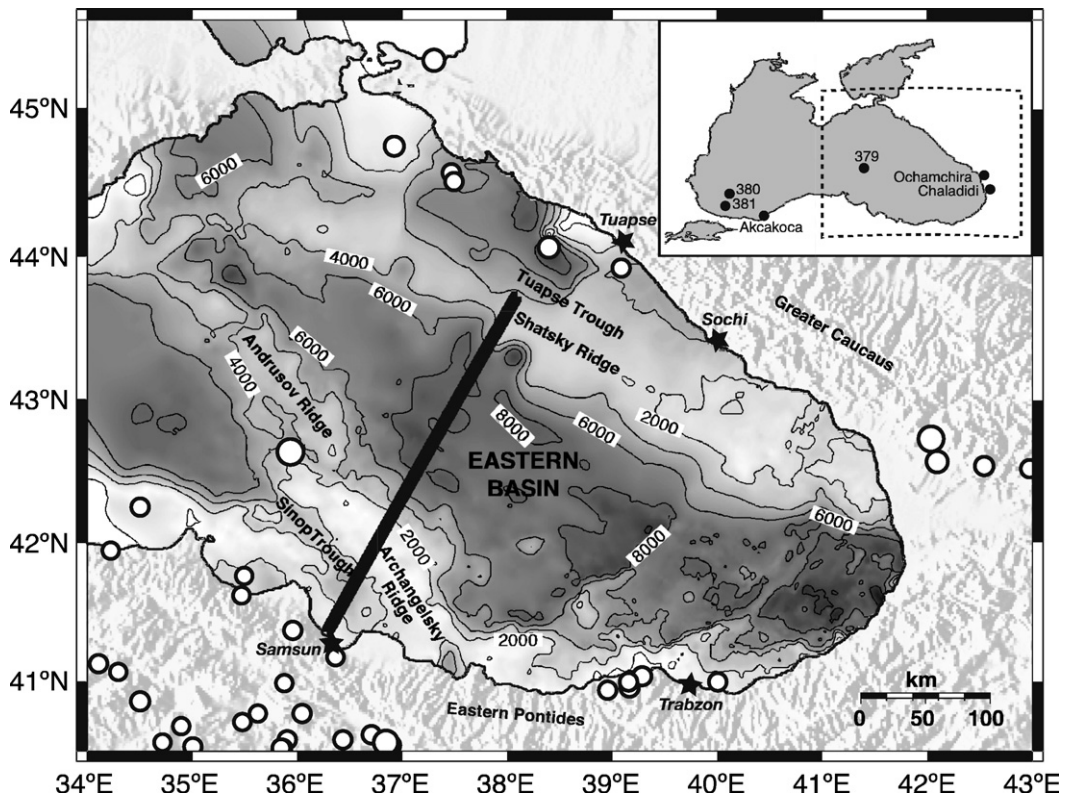 45°N
44°N
43°N
42°N
41°N
34°E
35°E
36°E
37°E
38°E
39°E
40°E
41°E
42°E
43°E
6000
4000
6000
6000
4000
Andrusov Ridge
Tuapse
Tuapse Trough
Shatsky Ridge
Sochi
Greater Caucaus
8000
6000
2000
EASTERN
BASIN
6000
8000
2000
SinopTrough
Archangelsky
Ridge
2000
Samsun
Trabzon
Eastern Pontides
km
0 50 100
379
380
381
Ochamchira
Chaladidi
Akcakoca